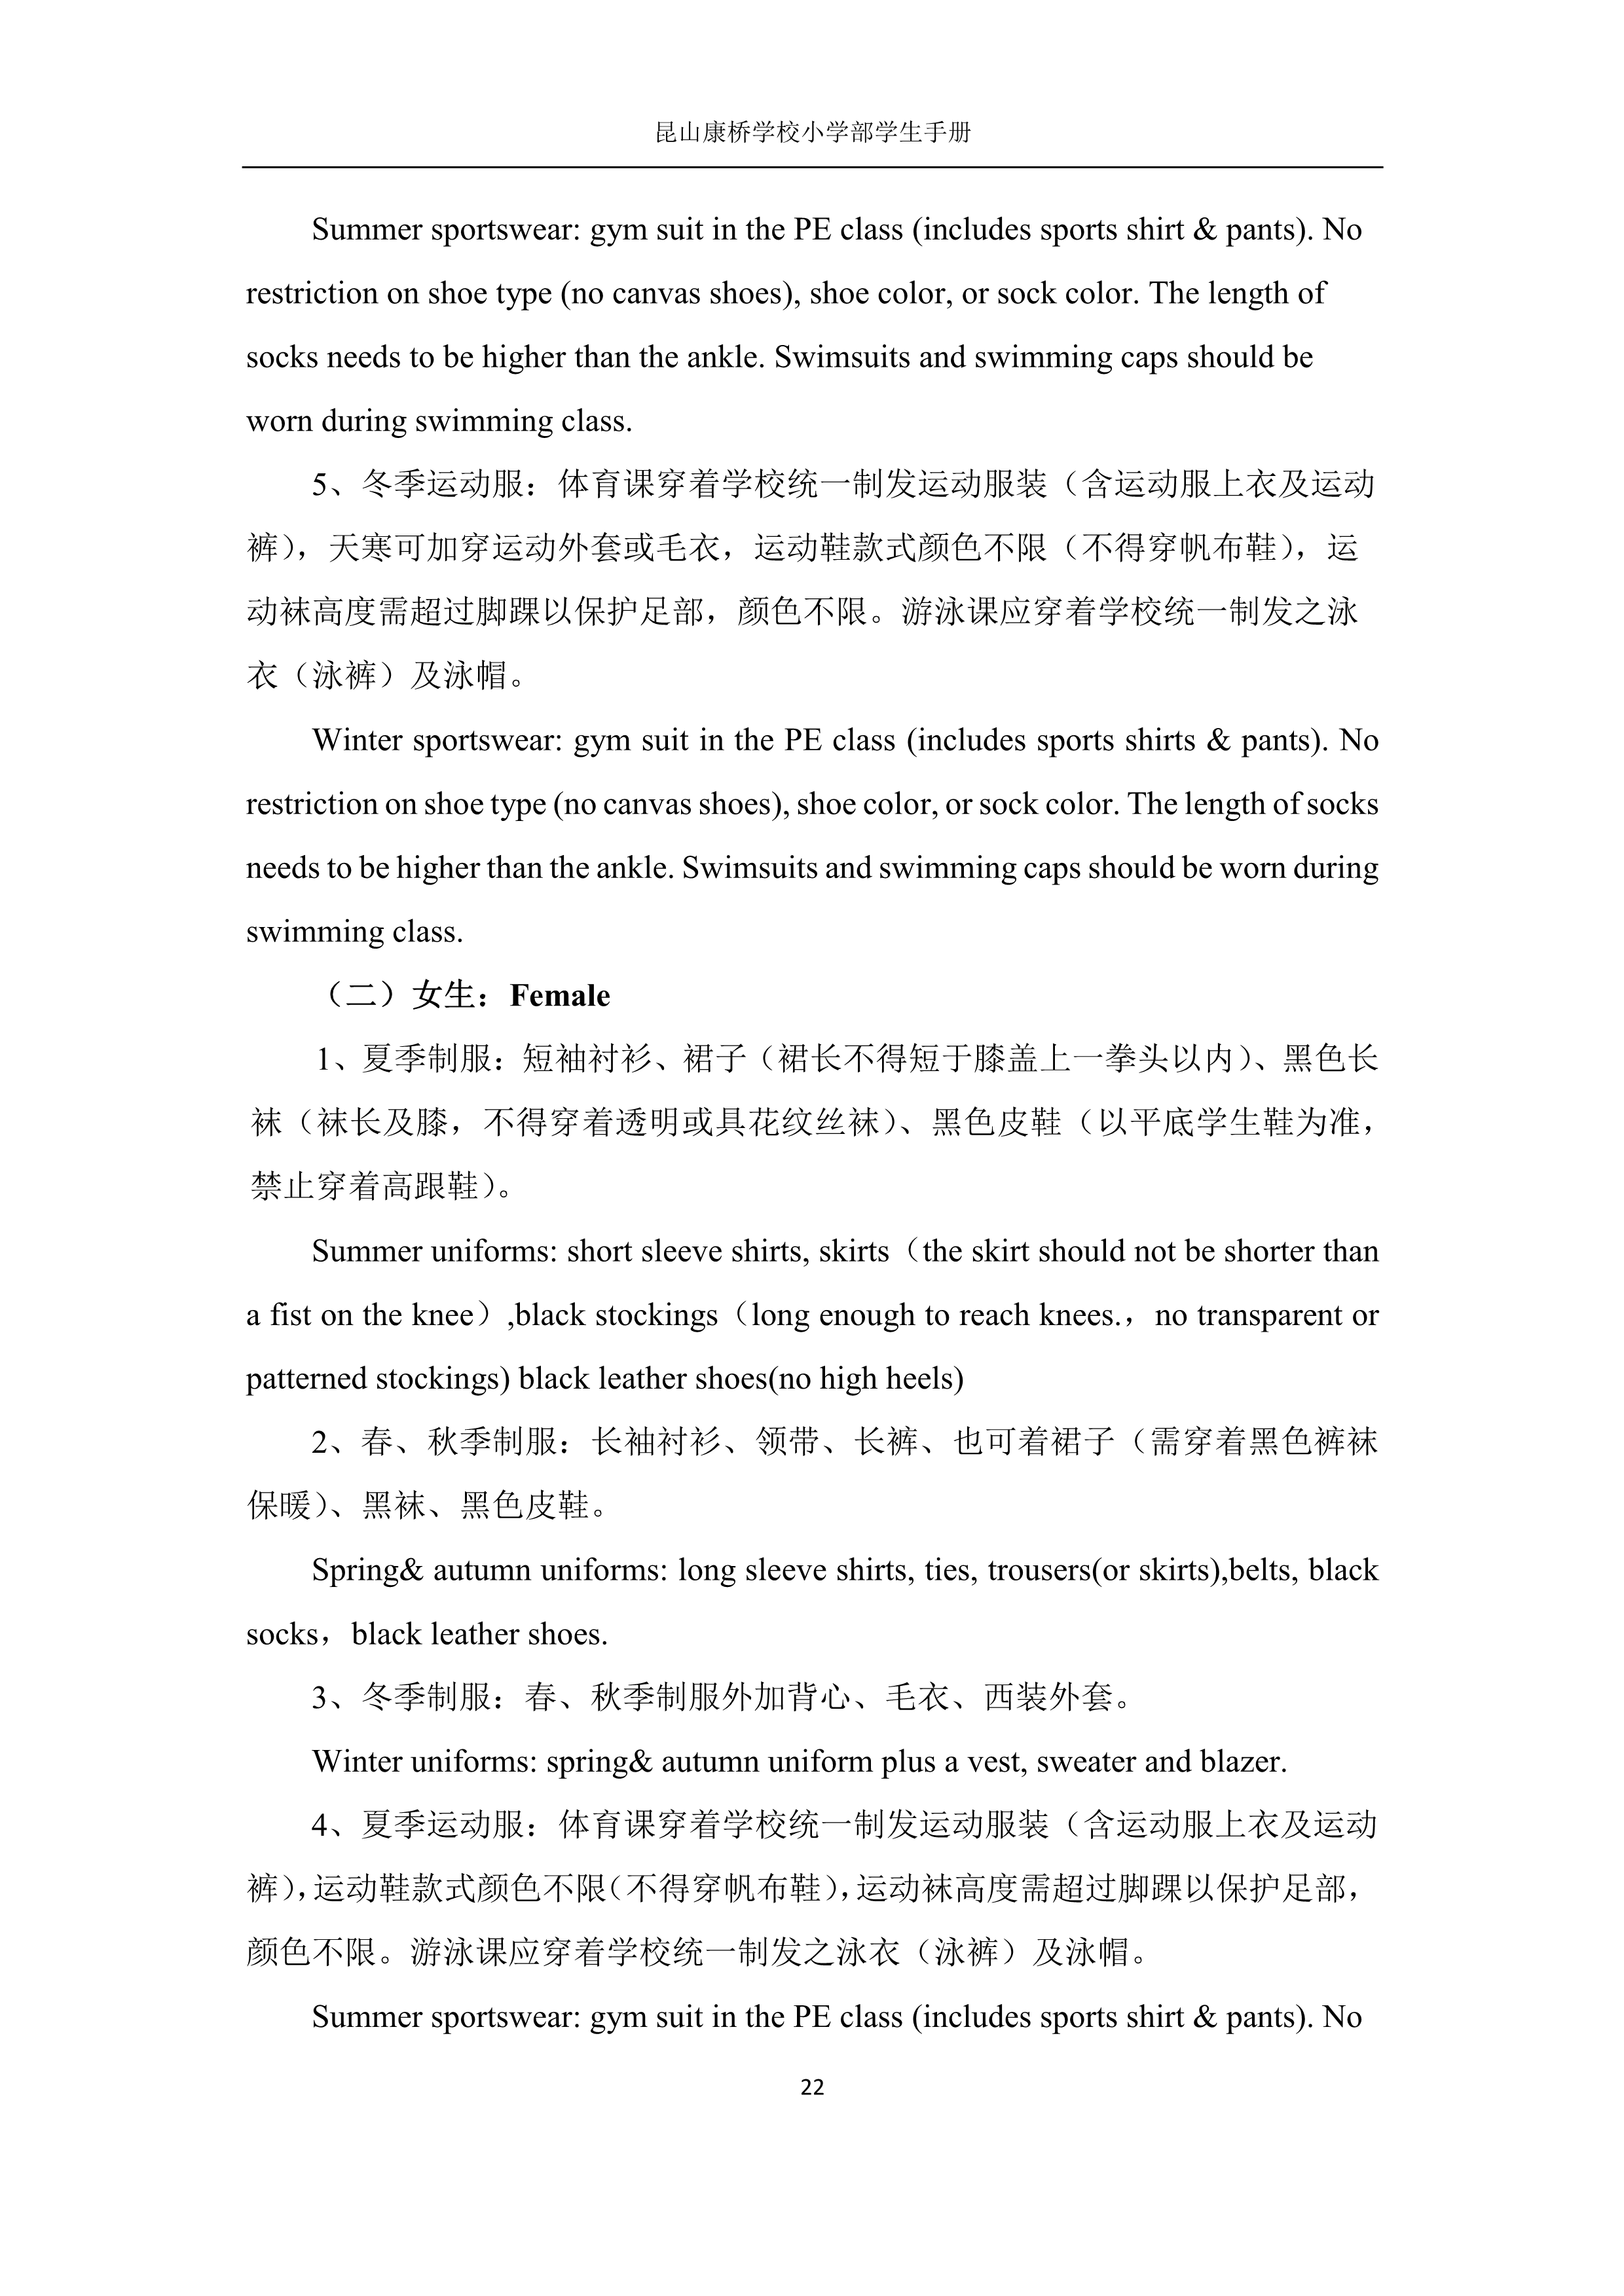 昆山康桥学校小学部学生手册
Summer sportswear: gym suit in the PE class (includes sports shirt & pants). No
restriction on shoe type (no canvas shoes), shoe color, or sock color. The length of
socks needs to be higher than the ankle. Swimsuits and swimming caps should be
worn during swimming class.
5、冬季运动服：体育课穿着学校统一制发运动服装（含运动服上衣及运动
裤），天寒可加穿运动外套或毛衣，运动鞋款式颜色不限（不得穿帆布鞋），运
动袜高度需超过脚踝以保护足部，颜色不限。游泳课应穿着学校统一制发之泳
衣（泳裤）及泳帽。
Winter sportswear: gym suit in the PE class (includes sports shirts & pants). No
restriction on shoe type (no canvas shoes), shoe color, or sock color. The length of socks
needs to be higher than the ankle. Swimsuits and swimming caps should be worn during
swimming class.
（二）女生：Female
1、夏季制服：短袖衬衫、裙子（裙长不得短于膝盖上一拳头以内）、黑色长
袜（袜长及膝，不得穿着透明或具花纹丝袜）、黑色皮鞋（以平底学生鞋为准，
禁止穿着高跟鞋）。
Summer uniforms: short sleeve shirts, skirts（the skirt should not be shorter than
a fist on the knee）,black stockings（long enough to reach knees.，no transparent or
patterned stockings) black leather shoes(no high heels)
2、春、秋季制服：长袖衬衫、领带、长裤、也可着裙子（需穿着黑色裤袜
保暖）、黑袜、黑色皮鞋。
Spring& autumn uniforms: long sleeve shirts, ties, trousers(or skirts),belts, black
socks，black leather shoes.
3、冬季制服：春、秋季制服外加背心、毛衣、西装外套。
Winter uniforms: spring& autumn uniform plus a vest, sweater and blazer.
4、夏季运动服：体育课穿着学校统一制发运动服装（含运动服上衣及运动
裤），运动鞋款式颜色不限（不得穿帆布鞋），运动袜高度需超过脚踝以保护足部，
颜色不限。游泳课应穿着学校统一制发之泳衣（泳裤）及泳帽。
Summer sportswear: gym suit in the PE class (includes sports shirt & pants). No
22